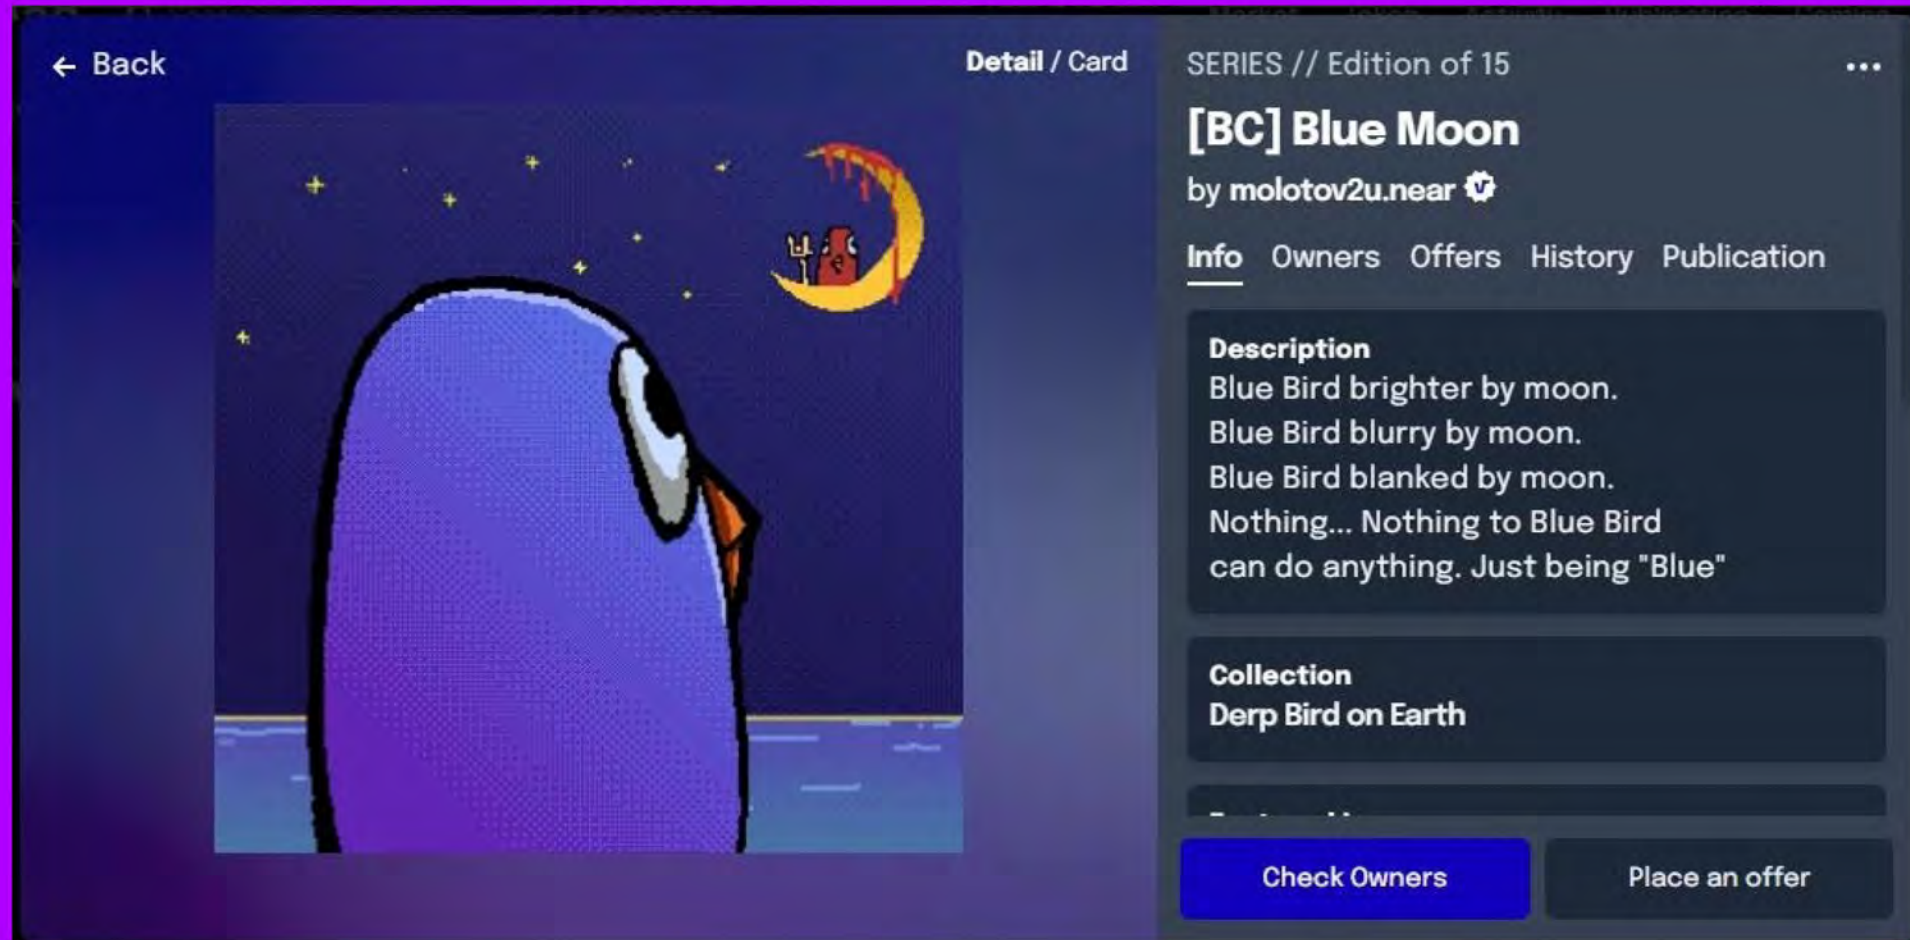 ← Back
Detail / Card
SERIES // Edition of 15
[BC] Blue Moon
by molotov2u.near
Info Owners Offers History Publication
Description
Blue Bird brighter by moon.
Blue Bird blurry by moon.
Blue Bird blanked by moon.
Nothing... Nothing to Blue Bird
can do anything. Just being "Blue"
Collection
Derp Bird on Earth
Check Owners
Place an offer